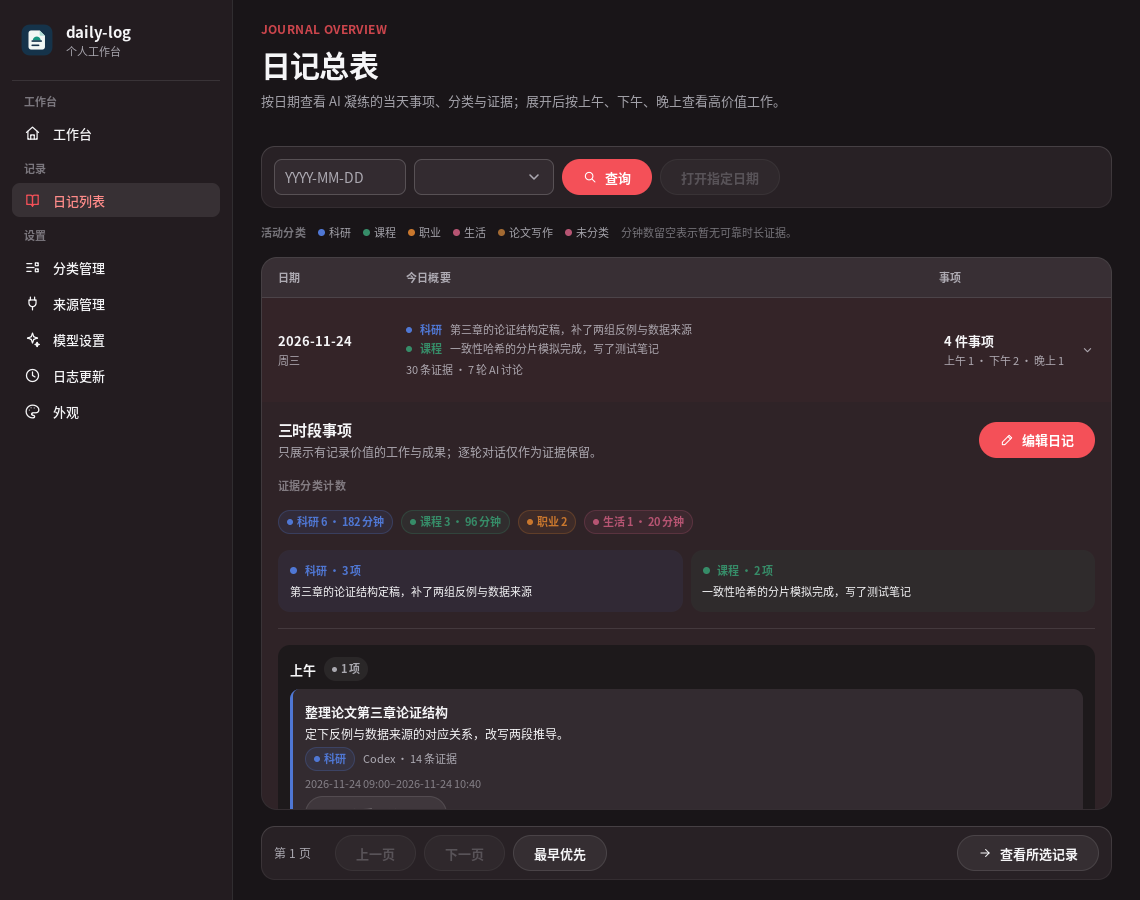 daily-log
个人工作台
工作台
工作台
记录
日记列表
设置
分类管理
来源管理
模型设置
日志更新
外观
JOURNAL OVERVIEW
日记总表
按日期查看 AI 凝练的当天事项、分类与证据；展开后按上午、下午、晚上查看高价值工作。
YYYY-MM-DD
查询
打开指定日期
活动分类 科研 课程 职业 生活 论文写作 未分类 分钟数留空表示暂无可靠时长证据。
日期 今日概要 事项
2026-11-24
周三
科研 第三章的论证结构定稿，补了两组反例与数据来源
课程 一致性哈希的分片模拟完成，写了测试笔记
30 条证据 · 7 轮 AI 讨论
4 件事项
上午 1 · 下午 2 · 晚上 1
三时段事项
只展示有记录价值的工作与成果；逐轮对话仅作为证据保留。
编辑日记
证据分类计数
科研 6 · 182 分钟 课程 3 · 96 分钟 职业 2 生活 1 · 20 分钟
科研 · 3 项
第三章的论证结构定稿，补了两组反例与数据来源
课程 · 2 项
一致性哈希的分片模拟完成，写了测试笔记
上午 1 项
整理论文第三章论证结构
定下反例与数据来源的对应关系，改写两段推导。
科研 Codex · 14 条证据
2026-11-24 09:00–2026-11-24 10:40
第 1 页 上一页 下一页 最早优先 查看所选记录